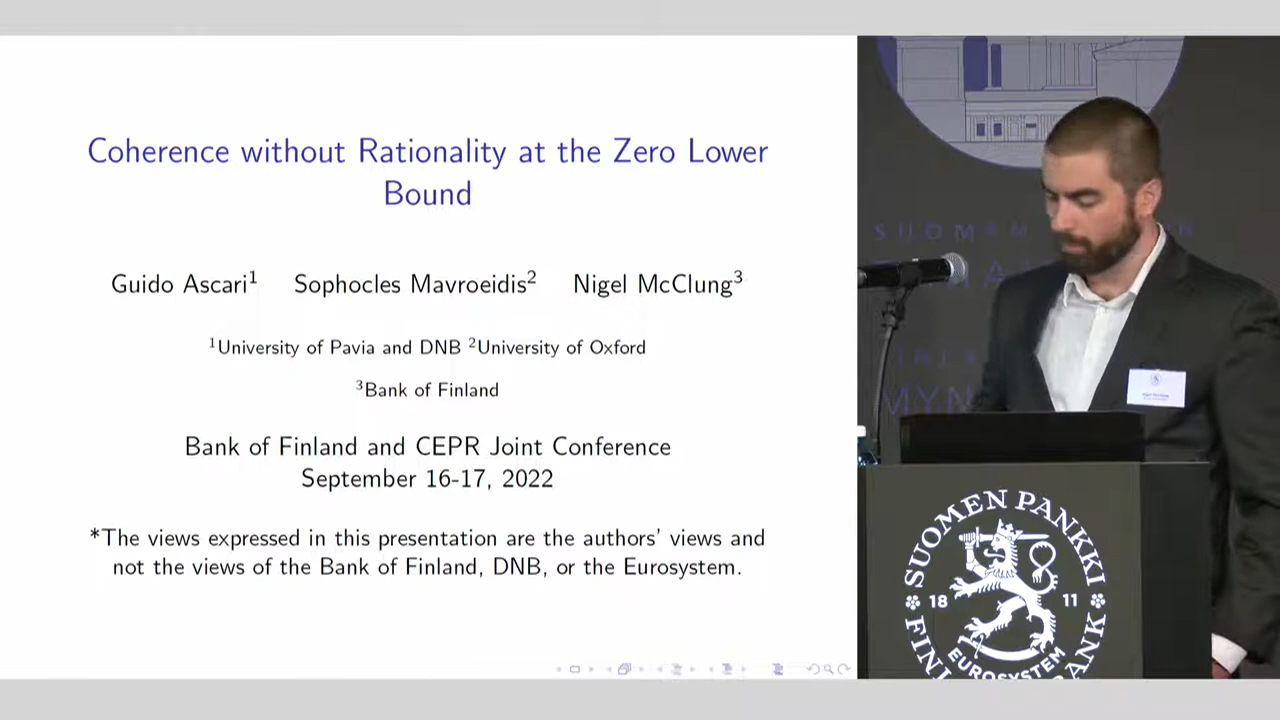 Coherence without Rationality at the Zero Lower
Bound
Guido Ascari¹ Sophocles Mavroeidis² Nigel McClung³
¹University of Pavia and DNB ²University of Oxford
³Bank of Finland
Bank of Finland and CEPR Joint Conference
September 16-17, 2022
*The views expressed in this presentation are the authors' views and
not the views of the Bank of Finland, DNB, or the Eurosystem.
SUOM
MYN
SUOMEN PANKKI
18 11
EUROSYSTEM